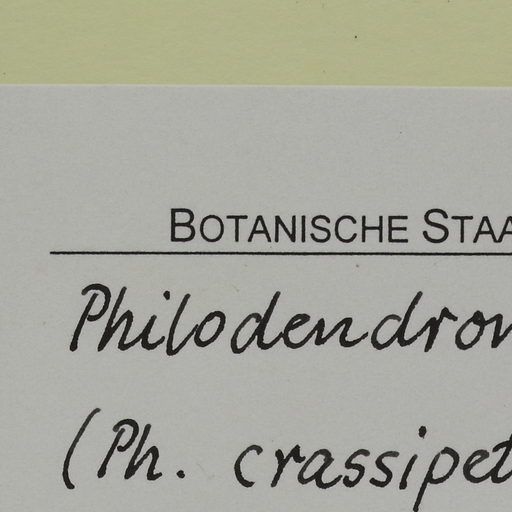 BOTANISCHE STAA
Philodendron
(Ph. crassipet